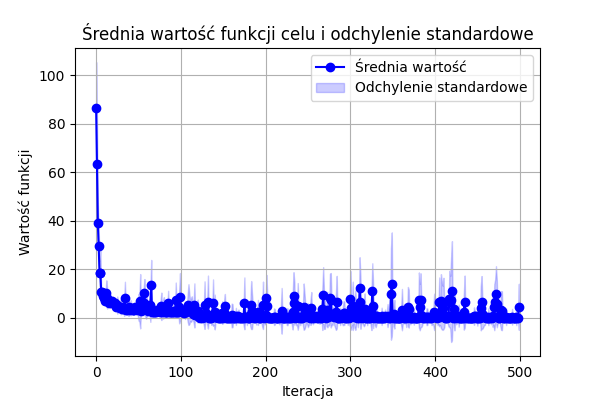 Średnia wartość funkcji celu i odchylenie standardowe
Średnia wartość
Odchylenie standardowe
Wartość funkcji
100
80
60
40
20
0
0 100 200 300 400 500
Iteracja